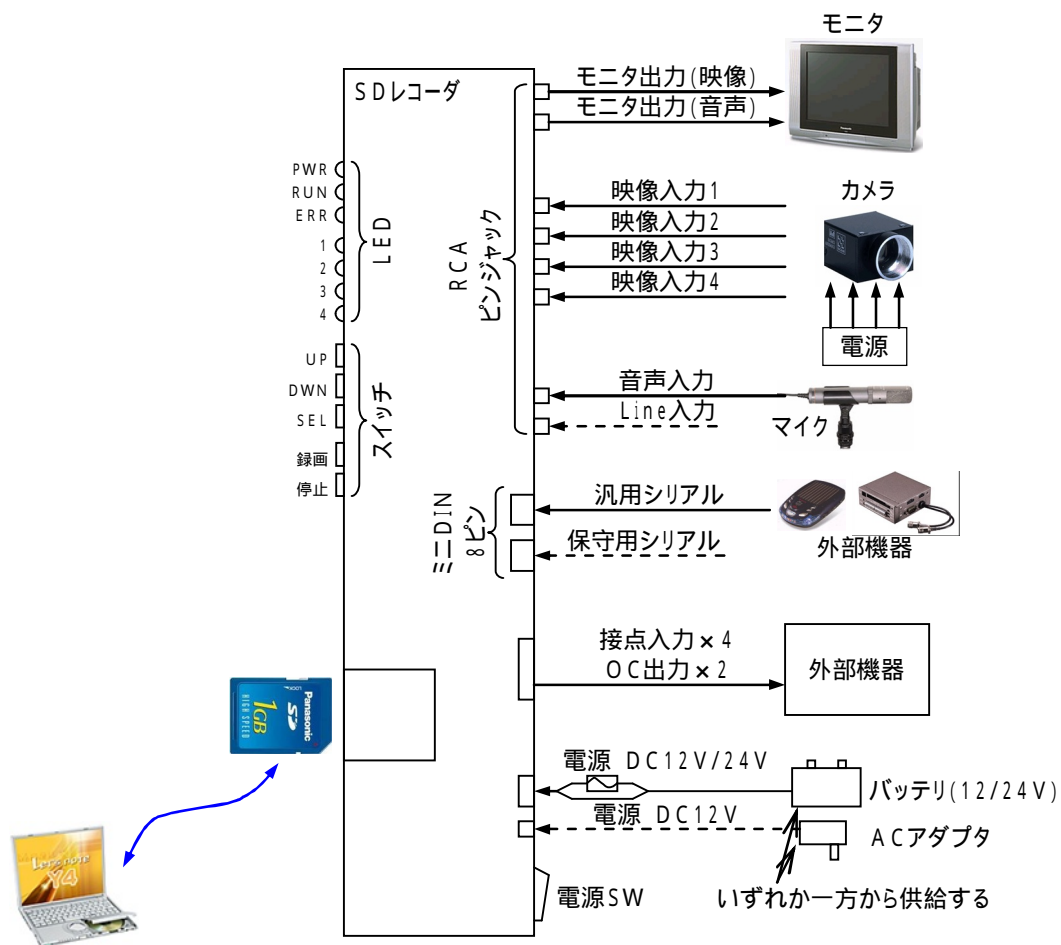 モニタ
SDレコーダ
モニタ出力(映像)
モニタ出力(音声)
PWR
RUN
ERR
1
2
3
4
LED
RCA
ピンジャック
映像入力1
映像入力2
映像入力3
映像入力4
カメラ
電源
UP
DWN
SEL
録画
停止
スイッチ
音声入力
Line入力
マイク
ミニDIN
8ピン
汎用シリアル
保守用シリアル
外部機器
接点入力×4
OC出力×2
外部機器
Panasonic
SD
1GB
HIGH SPEED
LOCK
電源 DC12V/24V
バッテリ(12/24V)
電源 DC12V
ACアダプタ
電源SW
いずれか一方から供給する
Let's note
Y4